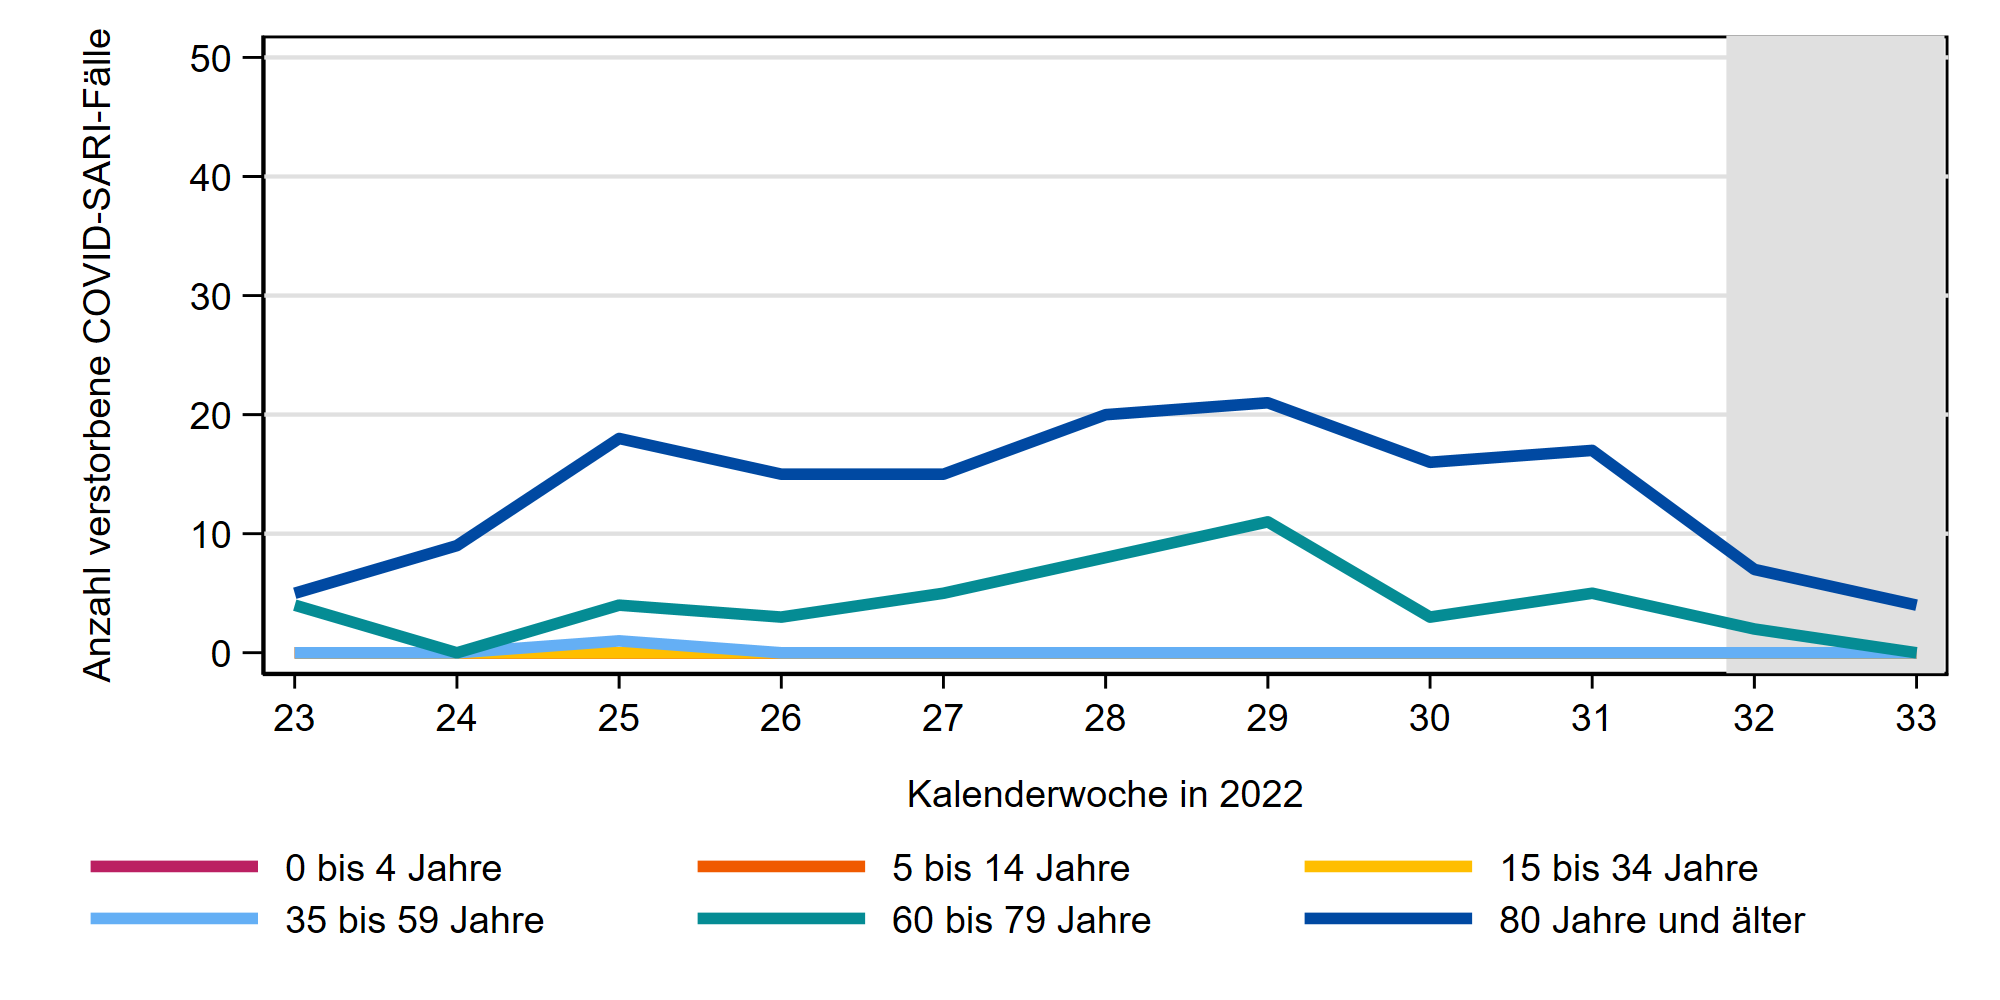 Anzahl verstorbene COVID-SARI-Fälle
50
40
30
20
10
0
23 24 25 26 27 28 29 30 31 32 33
Kalenderwoche in 2022
0 bis 4 Jahre 5 bis 14 Jahre 15 bis 34 Jahre
35 bis 59 Jahre 60 bis 79 Jahre 80 Jahre und älter